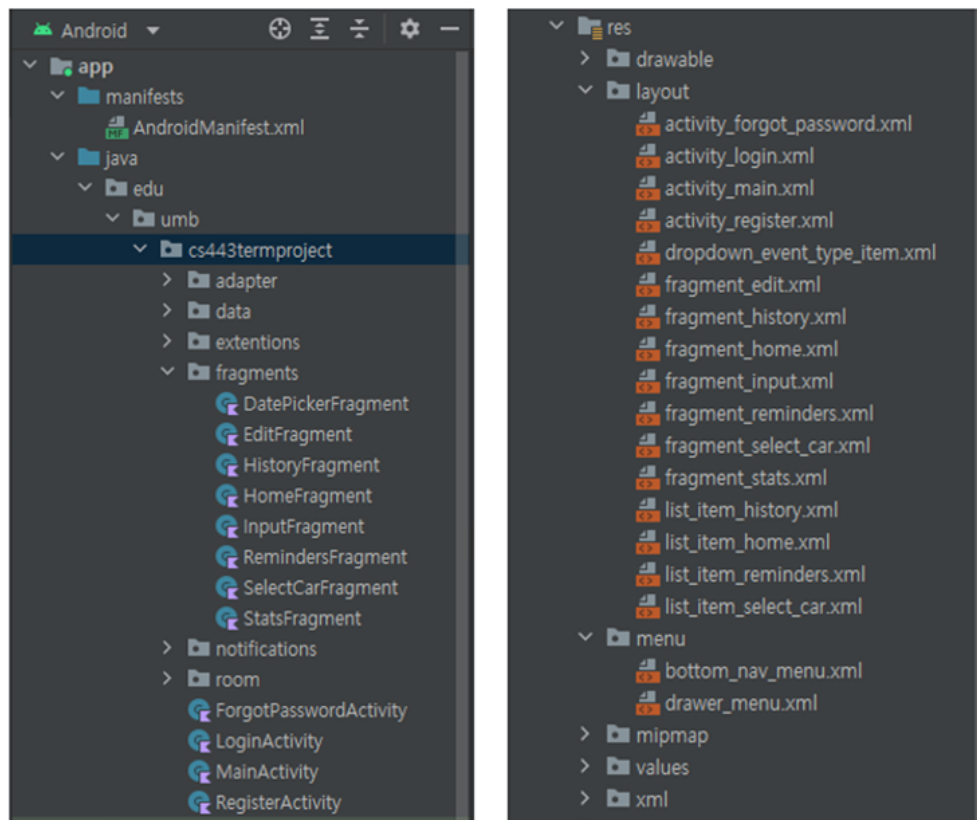 Android
app
manifests
AndroidManifest.xml
java
edu
umb
cs443termproject
adapter
data
extentions
fragments
DatePickerFragment
EditFragment
HistoryFragment
HomeFragment
InputFragment
RemindersFragment
SelectCarFragment
StatsFragment
notifications
room
ForgotPasswordActivity
LoginActivity
MainActivity
RegisterActivity
res
drawable
layout
activity_forgot_password.xml
activity_login.xml
activity_main.xml
activity_register.xml
dropdown_event_type_item.xml
fragment_edit.xml
fragment_history.xml
fragment_home.xml
fragment_input.xml
fragment_reminders.xml
fragment_select_car.xml
fragment_stats.xml
list_item_history.xml
list_item_home.xml
list_item_reminders.xml
list_item_select_car.xml
menu
bottom_nav_menu.xml
drawer_menu.xml
mipmap
values
xml